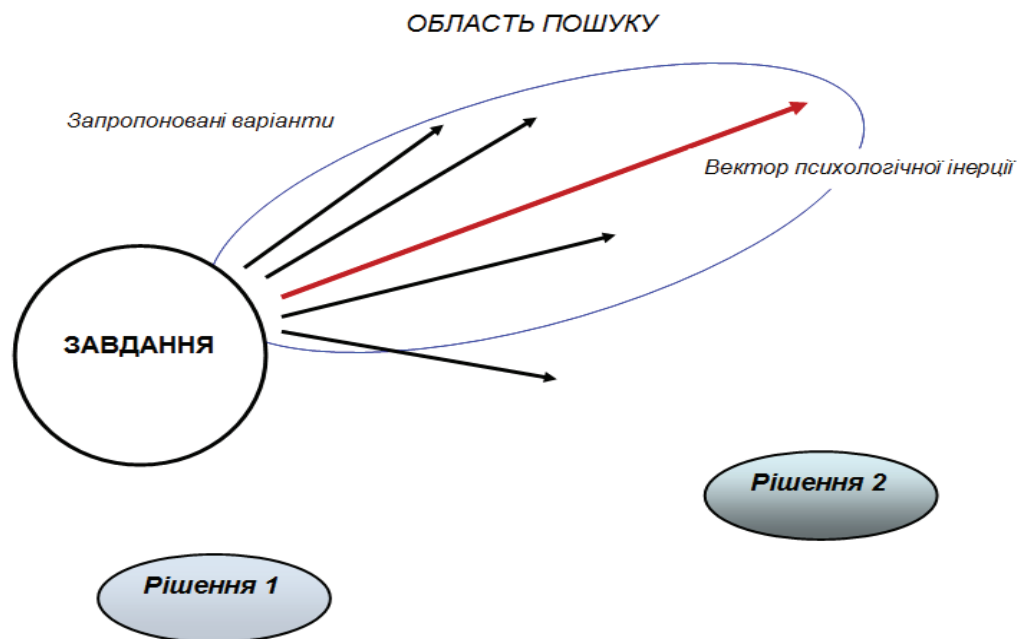 ОБЛАСТЬ ПОШУКУ
Запропоновані варіанти
Вектор психологічної інерції
ЗАВДАННЯ
Рішення 2
Рішення 1